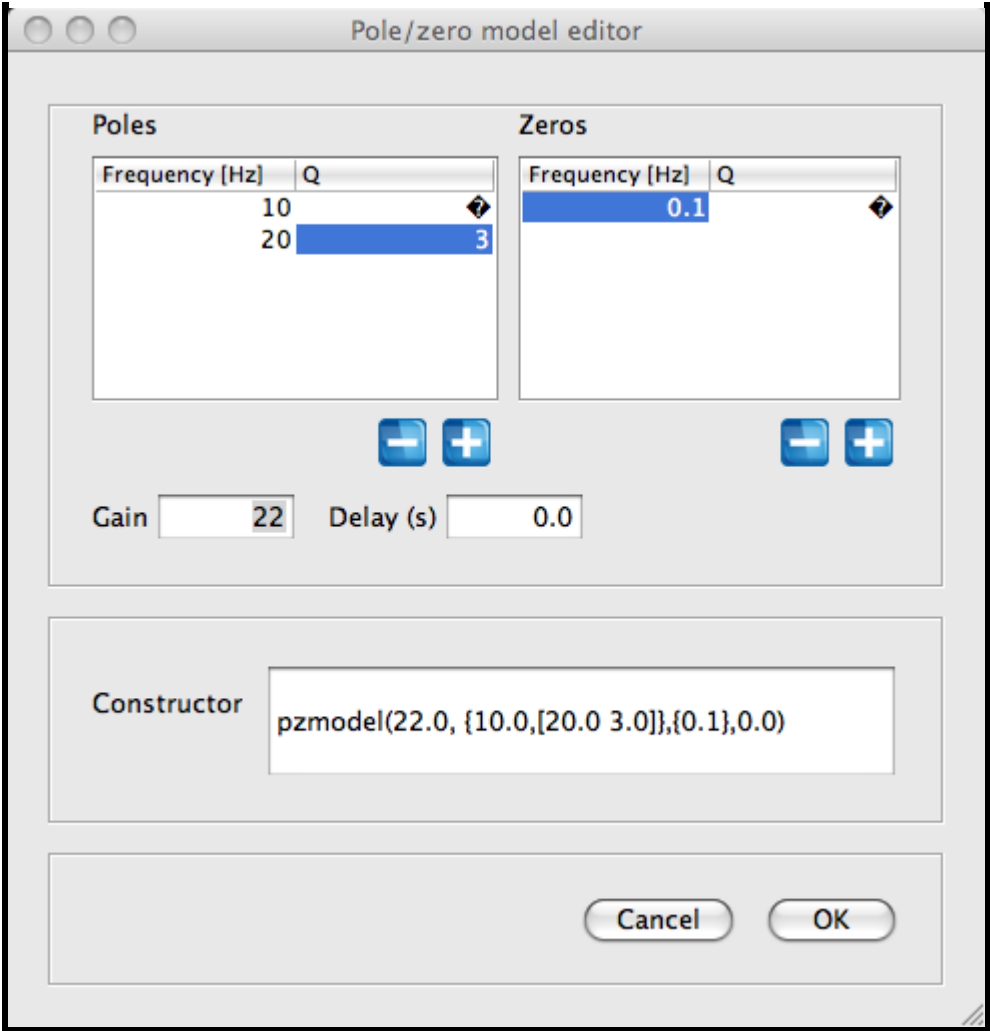 Pole/zero model editor
Poles
Zeros
Frequency [Hz] Q
10 �
20 3
Frequency [Hz] Q
0.1 �
Gain 22 Delay (s) 0.0
Constructor
pzmodel(22.0, {10.0,[20.0 3.0]},{0.1},0.0)
Cancel OK